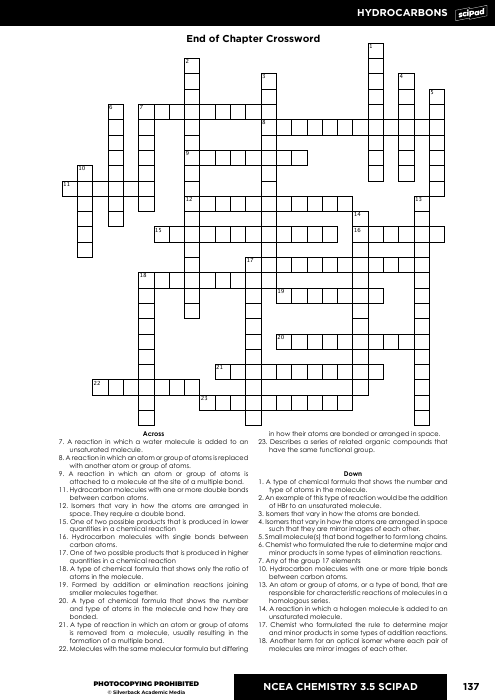 HYDROCARBONS scipad
End of Chapter Crossword
1
2
3
4
5
6
7
8
9
10
11
12
13
14
15
16
17
18
19
20
21
22
23
Across
7. A reaction in which a water molecule is added to an
unsaturated molecule.
8. A reaction in which an atom or group of atoms is replaced
with another atom or group of atoms.
9. A reaction in which an atom or group of atoms is
attached to a molecule at the site of a multiple bond.
11. Hydrocarbon molecules with one or more double bonds
between carbon atoms.
12. Isomers that vary in how the atoms are arranged in
space. They require a double bond.
15. One of two possible products that is produced in lower
quantities in a chemical reaction
16. Hydrocarbon molecules with single bonds between
carbon atoms.
17. One of two possible products that is produced in higher
quantities in a chemical reaction
18. A type of chemical formula that shows only the ratio of
atoms in the molecule.
19. Formed by addition or elimination reactions joining
smaller molecules together.
20. A type of chemical formula that shows the number
and type of atoms in the molecule and how they are
bonded.
21. A type of reaction in which an atom or group of atoms
is removed from a molecule, usually resulting in the
formation of a multiple bond.
22. Molecules with the same molecular formula but differing
in how their atoms are bonded or arranged in space.
23. Describes a series of related organic compounds that
have the same functional group.
Down
1. A type of chemical formula that shows the number and
type of atoms in the molecule.
2. An example of this type of reaction would be the addition
of HBr to an unsaturated molecule.
3. Isomers that vary in how the atoms are bonded.
4. Isomers that vary in how the atoms are arranged in space
such that they are mirror images of each other.
5. Small molecule(s) that bond together to form long chains.
6. Chemist who formulated the rule to determine major and
minor products in some types of elimination reactions.
7. Any of the group 17 elements
10. Hydrocarbon molecules with one or more triple bonds
between carbon atoms.
13. An atom or group of atoms, or a type of bond, that are
responsible for characteristic reactions of molecules in a
homologous series.
14. A reaction in which a halogen molecule is added to an
unsaturated molecule.
17. Chemist who formulated the rule to determine major
and minor products in some types of addition reactions.
18. Another term for an optical isomer where each pair of
molecules are mirror images of each other.
PHOTOCOPYING PROHIBITED
© Silverback Academic Media
NCEA CHEMISTRY 3.5 SCIPAD
137